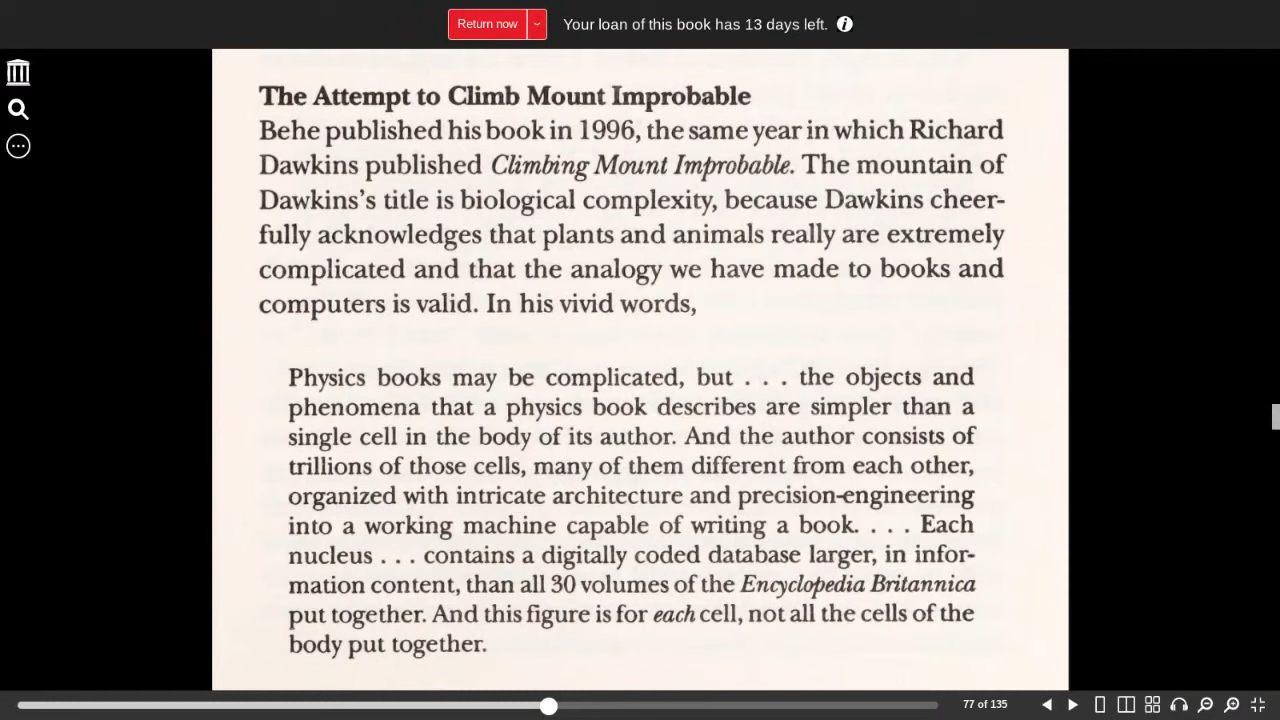 Return now
Your loan of this book has 13 days left.
The Attempt to Climb Mount Improbable
Behe published his book in 1996, the same year in which Richard
Dawkins published Climbing Mount Improbable. The mountain of
Dawkins's title is biological complexity, because Dawkins cheer-
fully acknowledges that plants and animals really are extremely
complicated and that the analogy we have made to books and
computers is valid. In his vivid words,
Physics books may be complicated, but . . . the objects and
phenomena that a physics book describes are simpler than a
single cell in the body of its author. And the author consists of
trillions of those cells, many of them different from each other,
organized with intricate architecture and precision-engineering
into a working machine capable of writing a book. . . . Each
nucleus . . . contains a digitally coded database larger, in infor-
mation content, than all 30 volumes of the Encyclopedia Britannica
put together. And this figure is for each cell, not all the cells of the
body put together.
77 of 135